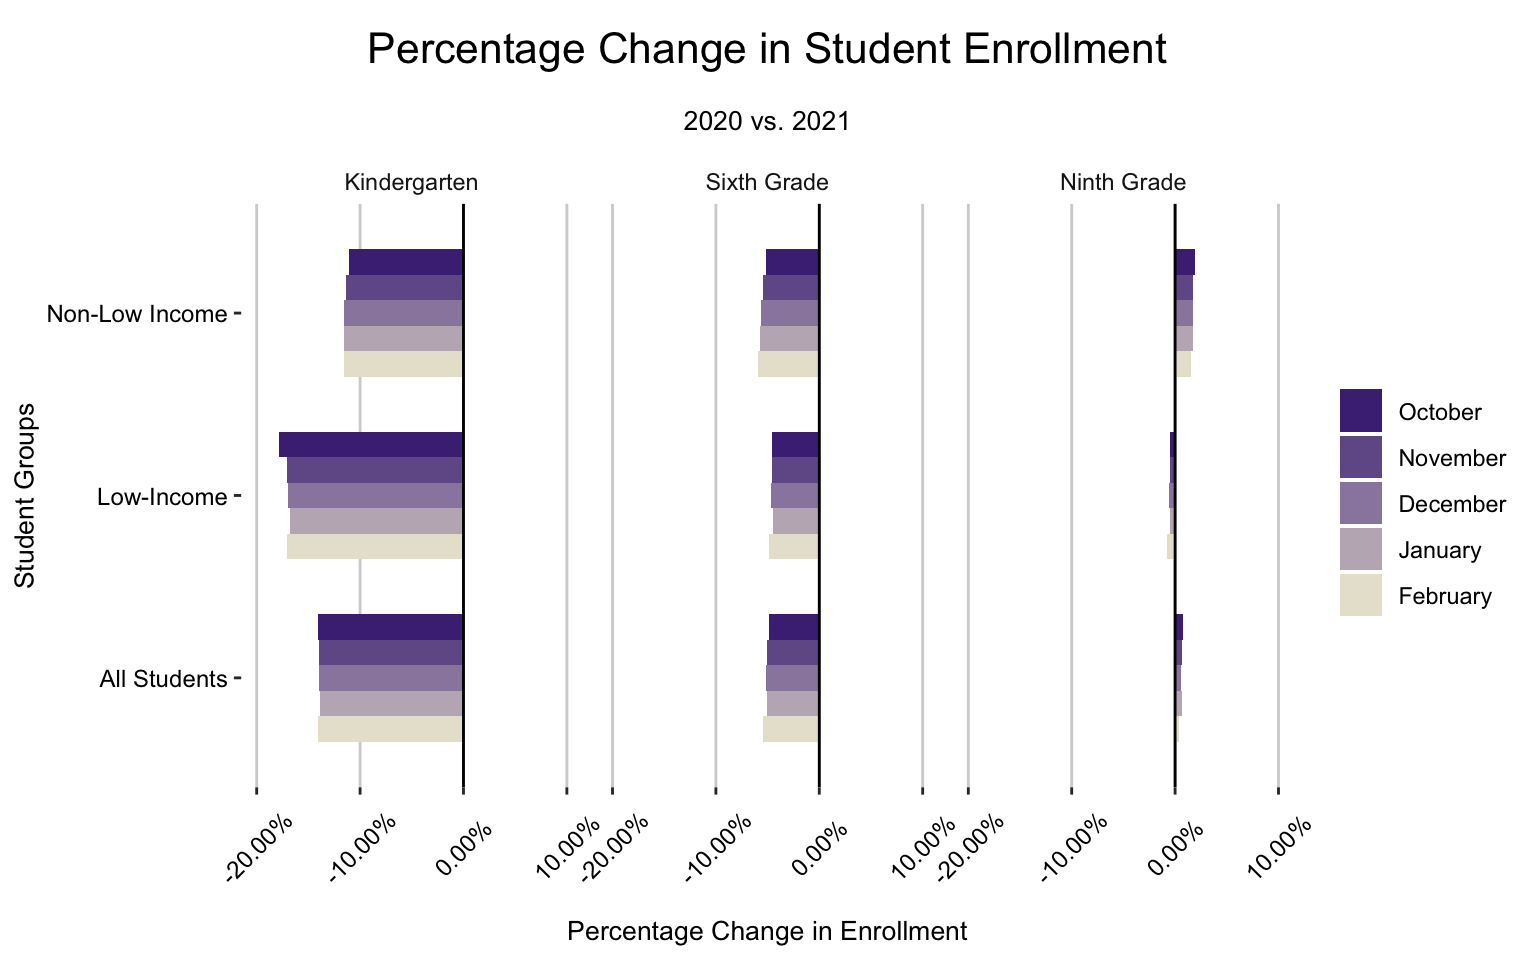 Percentage Change in Student Enrollment
2020 vs. 2021
Kindergarten
Sixth Grade
Ninth Grade
Student Groups
Non-Low Income
Low-Income
All Students
-20.00%
-10.00%
0.00%
10.00%
-20.00%
-10.00%
0.00%
10.00%
-20.00%
-10.00%
0.00%
10.00%
Percentage Change in Enrollment
October
November
December
January
February